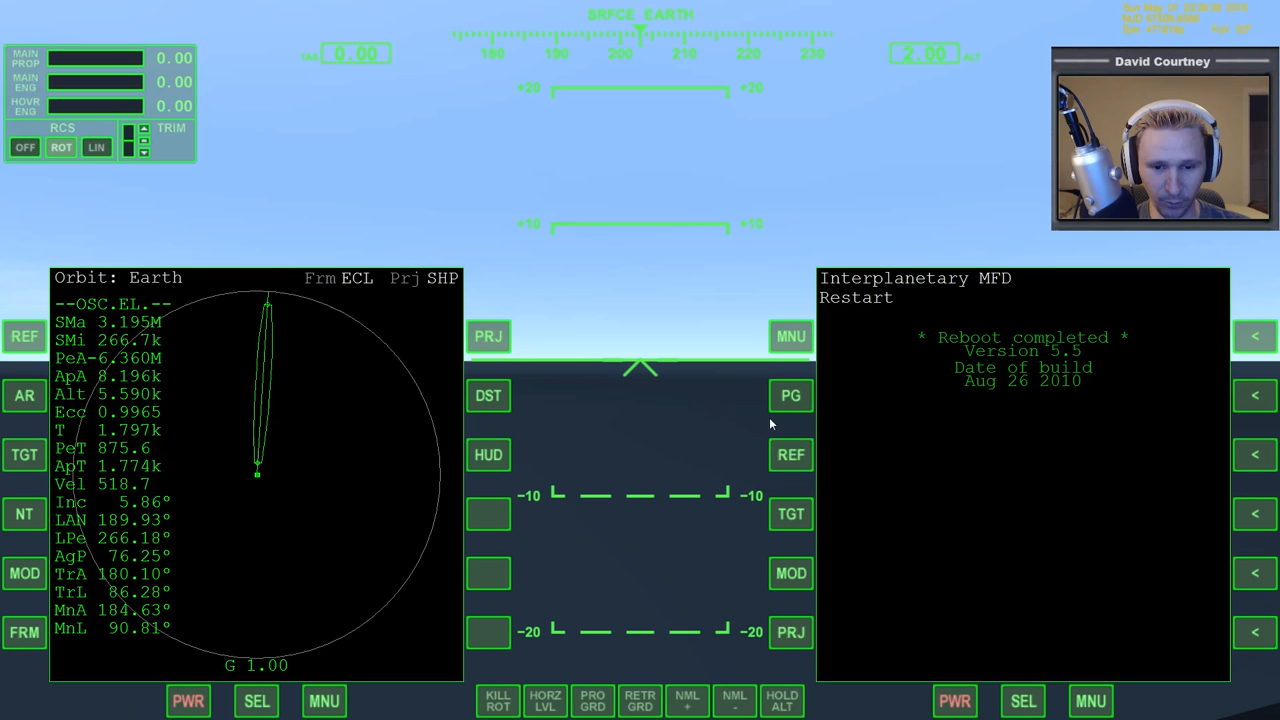 SRFCE EARTH
180 190 200 210 220 230
TAS 0.00
2.00 ALT
MAIN PROP 0.00
MAIN ENG 0.00
HOVR ENG 0.00
RCS TRIM
OFF ROT LIN
David Courtney
+20 +20
+10 +10
-10 -10
-20 -20
Orbit: Earth Frm ECL Prj SHP
--OSC.EL.--
SMa 3.195M
SMi 266.7k
PeA-6.360M
ApA 8.196k
Alt 5.590k
Ecc 0.9965
T 1.797k
PeT 875.6
ApT 1.774k
Vel 518.7
Inc 5.86°
LAN 189.93°
LPe 266.18°
AgP 76.25°
TrA 180.10°
TrL 86.28°
MnA 184.63°
MnL 90.81°
G 1.00
REF
AR
TGT
NT
MOD
FRM
PRJ
DST
HUD
PWR SEL MNU
KILL ROT
HORZ LVL
PRO GRD
RETR GRD
NML +
NML -
HOLD ALT
MNU
PG
REF
TGT
MOD
PRJ
Interplanetary MFD
Restart
* Reboot completed *
Version 5.5
Date of build
Aug 26 2010
<
<
<
<
<
<
PWR SEL MNU